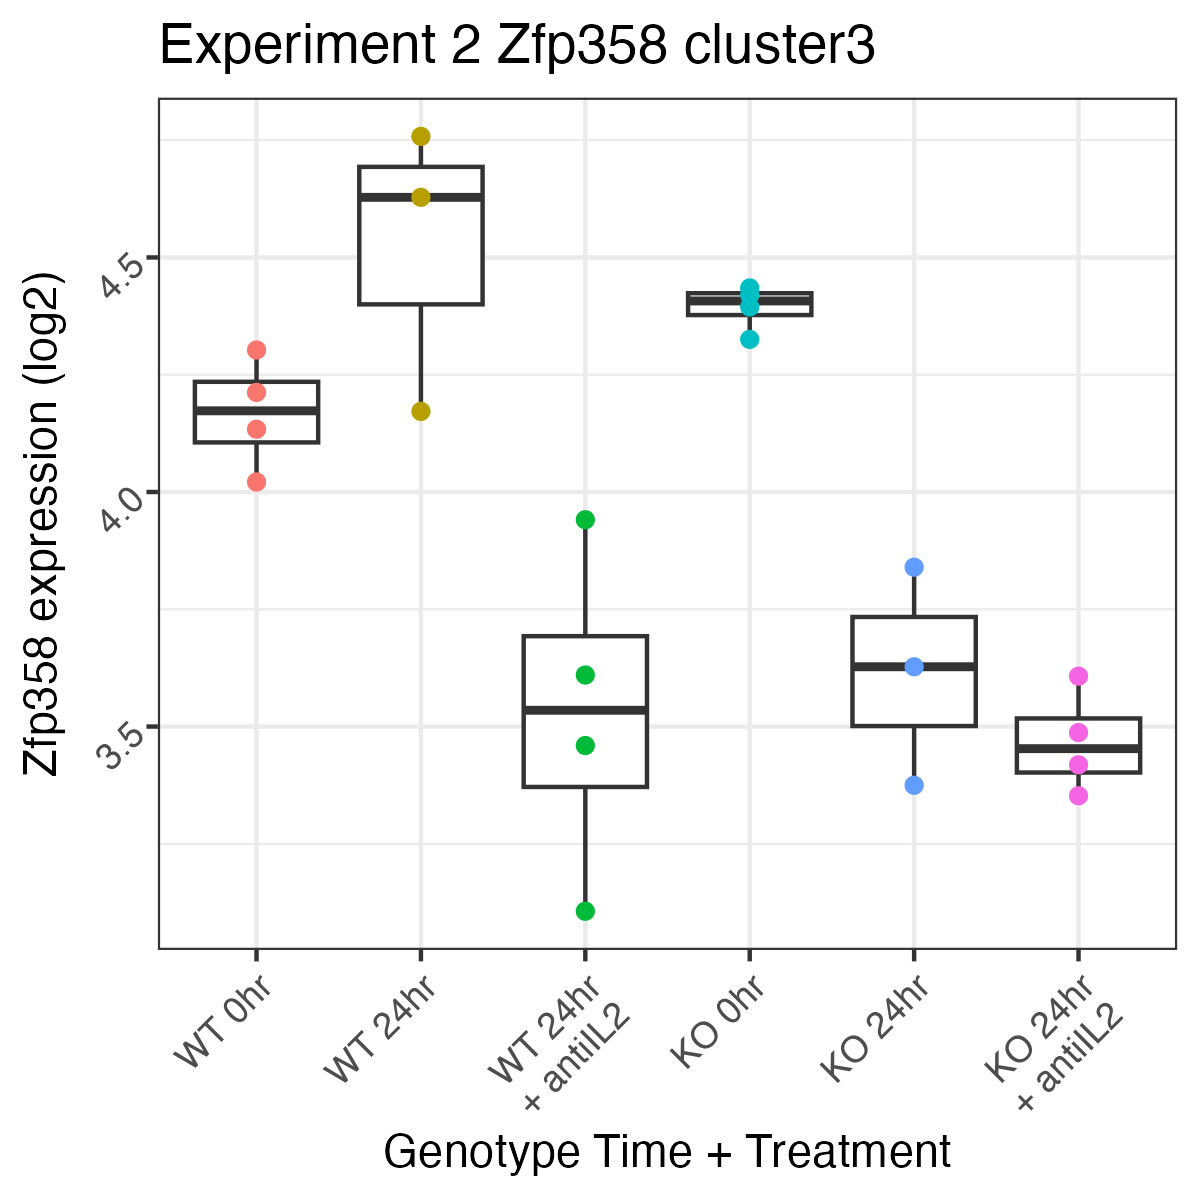 Experiment 2 Zfp358 cluster3
Zfp358 expression (log2)
4.5
4.0
3.5
WT 0hr
WT 24hr
WT 24hr
+ antiIL2
KO 0hr
KO 24hr
KO 24hr
+ antiIL2
Genotype Time + Treatment